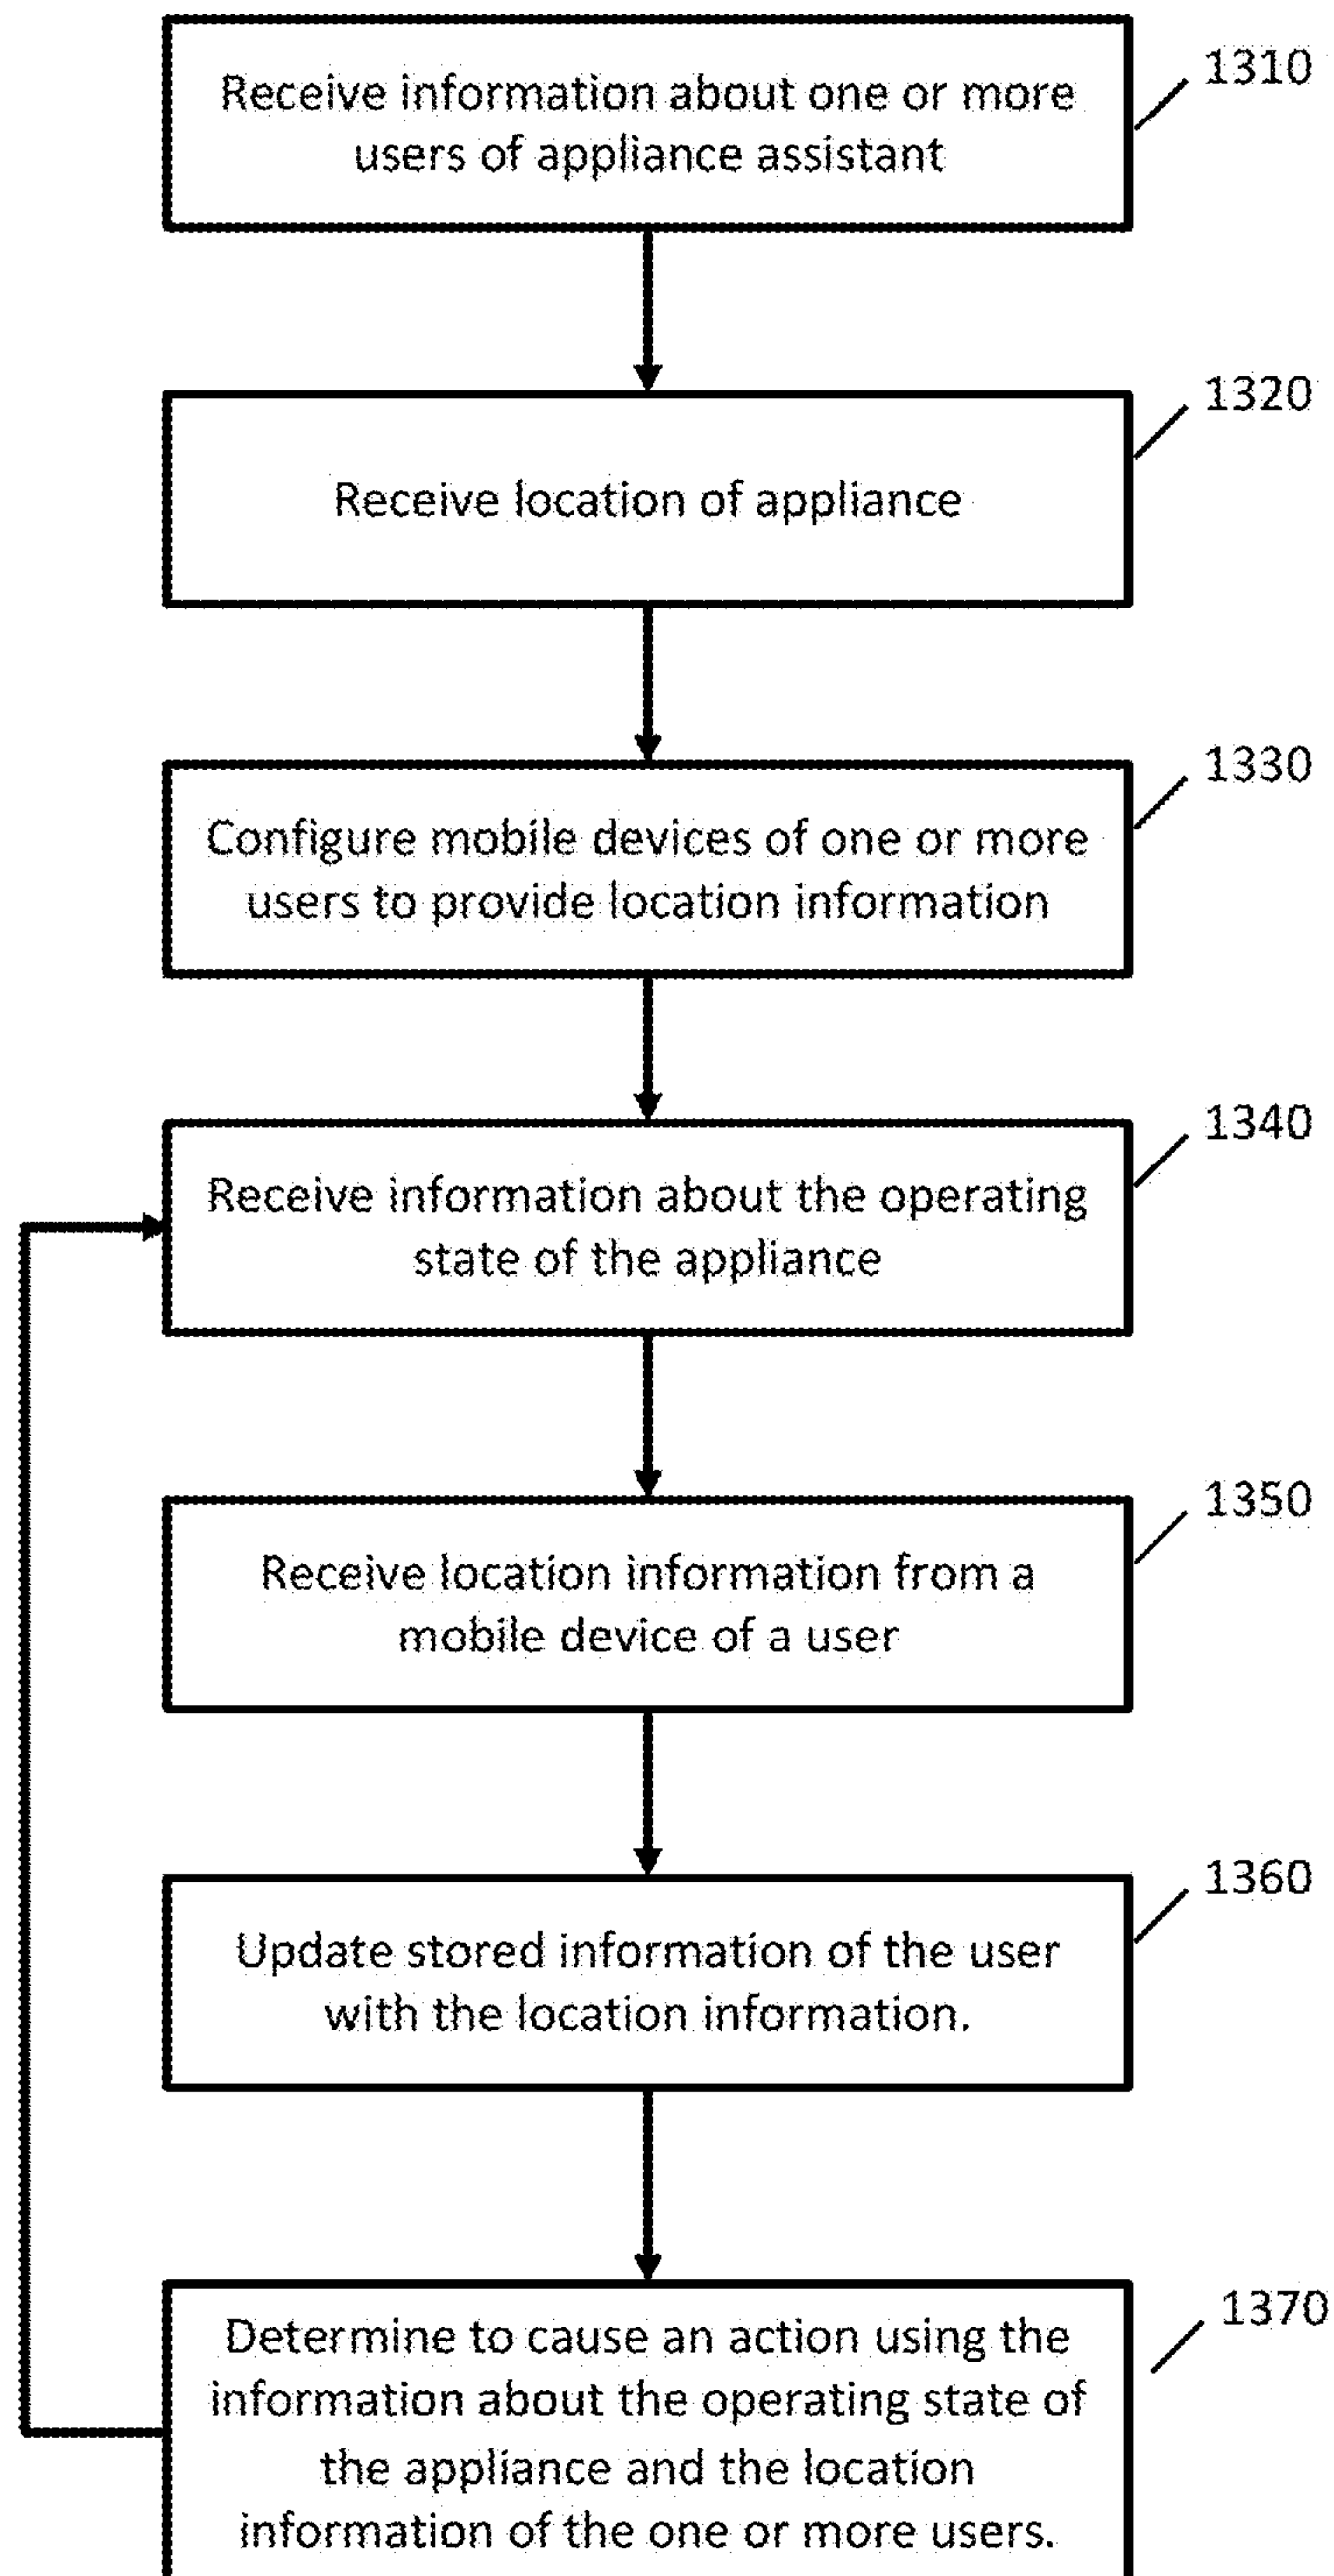 Receive information about one or more
users of appliance assistant
1310
Receive location of appliance
1320
Configure mobile devices of one or more
users to provide location information
1330
Receive information about the operating
state of the appliance
1340
Receive location information from a
mobile device of a user
1350
Update stored information of the user
with the location information.
1360
Determine to cause an action using the
information about the operating state of
the appliance and the location
information of the one or more users.
1370